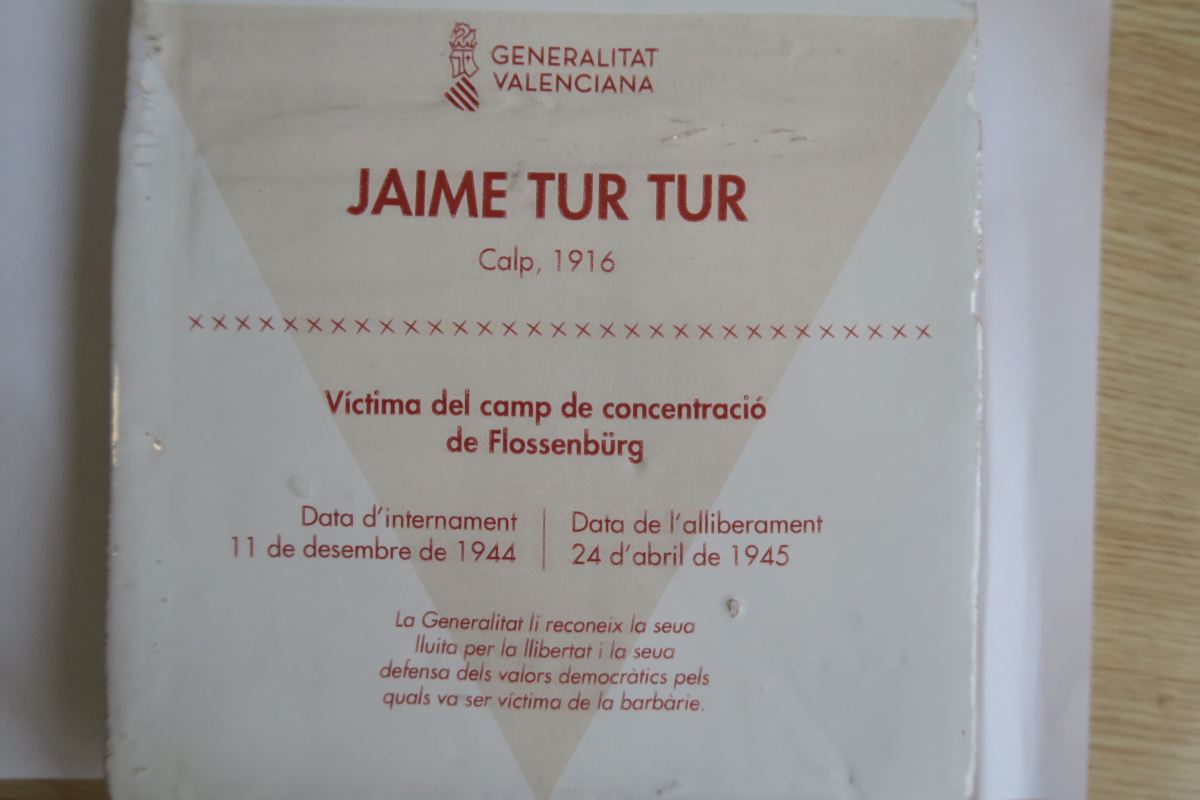 GENERALITAT
VALENCIANA
JAIME TUR TUR
Calp, 1916
Víctima del camp de concentració
de Flossenbürg
Data d'internament
11 de desembre de 1944
Data de l'alliberament
24 d'abril de 1945
La Generalitat li reconeix la seua
lluita per la llibertat i la seua
defensa dels valors democràtics pels
quals va ser víctima de la barbàrie.